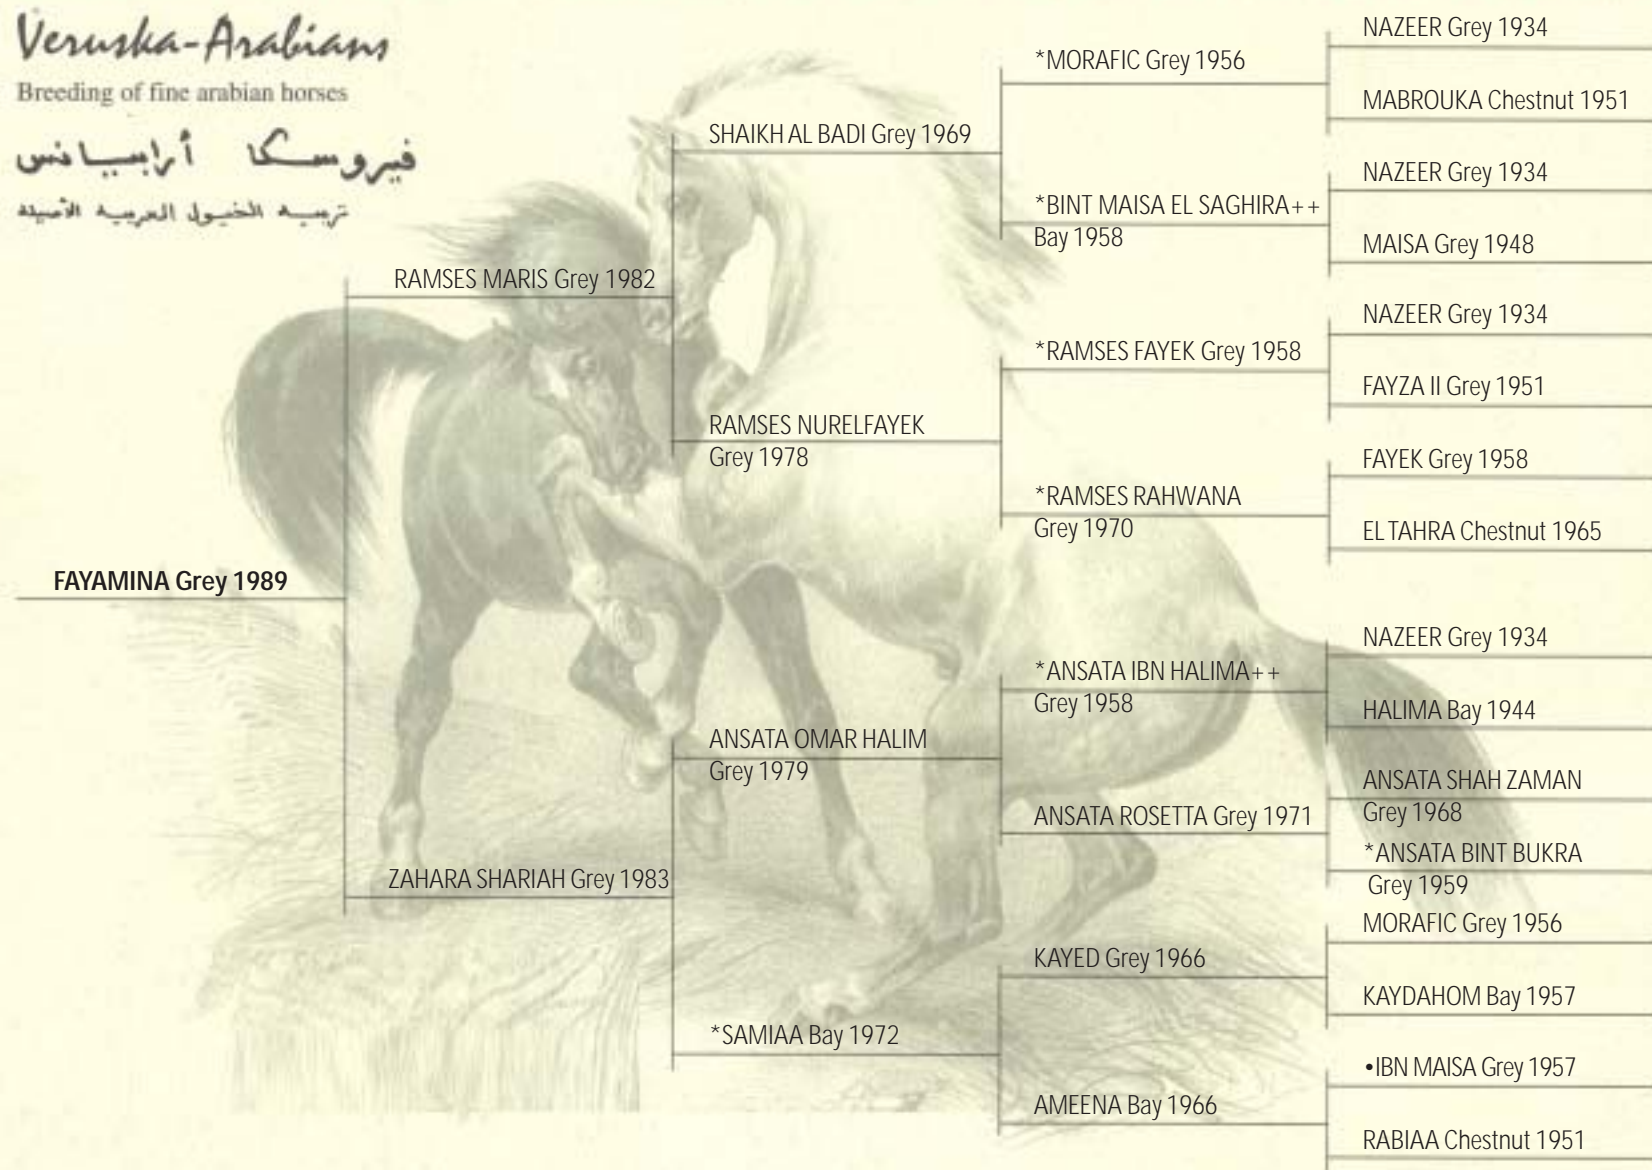 Veruska-Arabians
Breeding of fine arabian horses
فيروسكا أرابيانس
تربية الخيول العربية الأصيلة
FAYAMINA Grey 1989
RAMSES MARIS Grey 1982
ZAHARA SHARIAH Grey 1983
SHAIKH AL BADI Grey 1969
RAMSES NURELFAYEK
Grey 1978
ANSATA OMAR HALIM
Grey 1979
*SAMIAA Bay 1972
*MORAFIC Grey 1956
*BINT MAISA EL SAGHIRA++
Bay 1958
*RAMSES FAYEK Grey 1958
*RAMSES RAHWANA
Grey 1970
*ANSATA IBN HALIMA++
Grey 1958
ANSATA ROSETTA Grey 1971
KAYED Grey 1966
AMEENA Bay 1966
NAZEER Grey 1934
MABROUKA Chestnut 1951
NAZEER Grey 1934
MAISA Grey 1948
NAZEER Grey 1934
FAYZA II Grey 1951
FAYEK Grey 1958
EL TAHRA Chestnut 1965
NAZEER Grey 1934
HALIMA Bay 1944
ANSATA SHAH ZAMAN
Grey 1968
*ANSATA BINT BUKRA
Grey 1959
MORAFIC Grey 1956
KAYDAHOM Bay 1957
•IBN MAISA Grey 1957
RABIAA Chestnut 1951